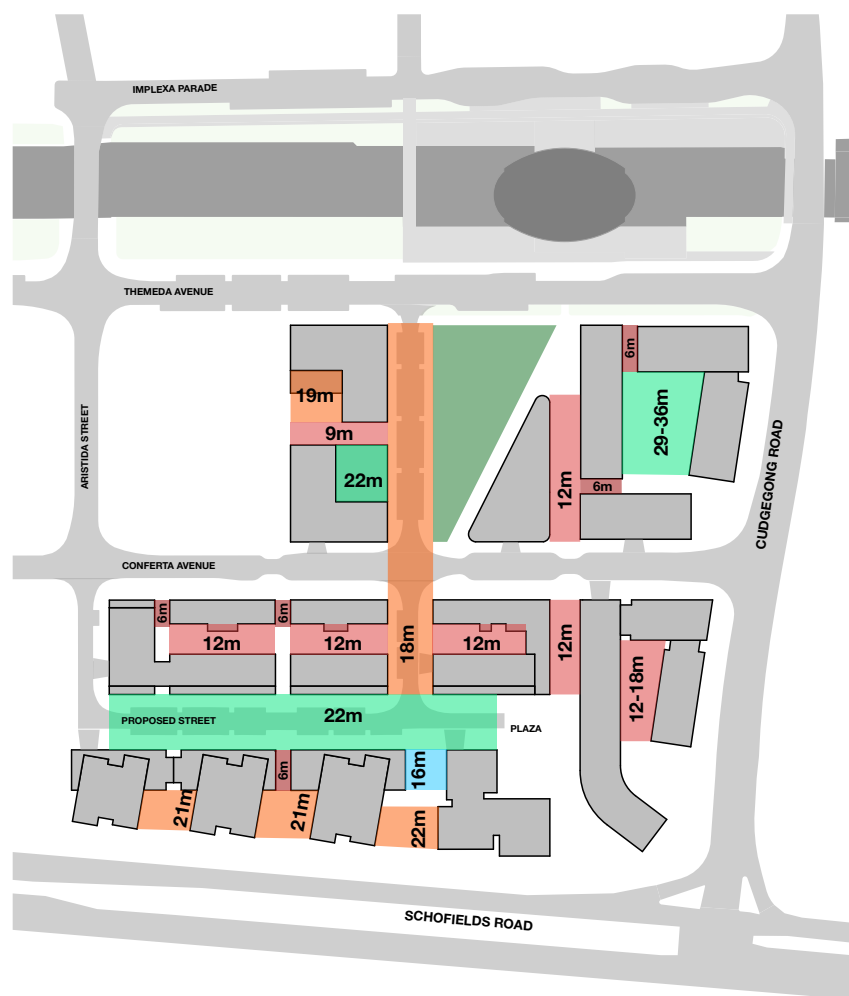 IMPLEXA PARADE
THEMEDA AVENUE
6m
19m
29-36m
9m
ARISTIDA STREET
22m
12m
6m
CUDGEGONG ROAD
CONFERTA AVENUE
6m
6m
12m
12m
18m
12m
12m
12-18m
22m
PROPOSED STREET
PLAZA
6m
16m
21m
21m
22m
SCHOFIELDS ROAD